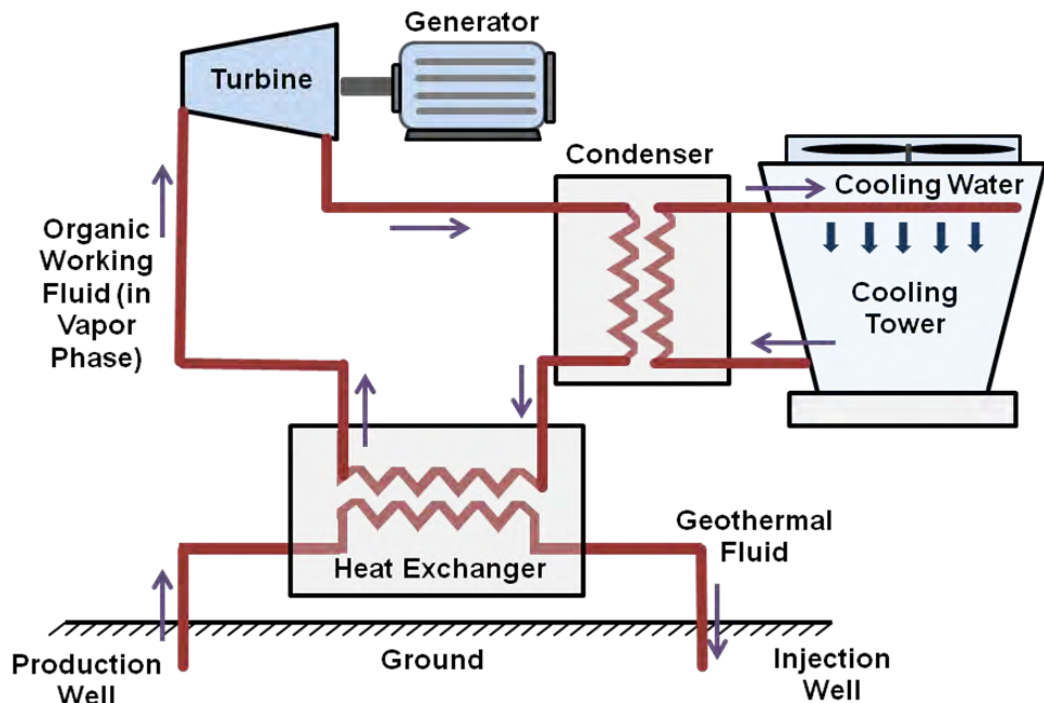 Generator
Turbine
Condenser
Cooling Water
Organic
Working
Fluid (in
Vapor
Phase)
Cooling
Tower
Geothermal
Fluid
Heat Exchanger
Production
Well
Ground
Injection
Well